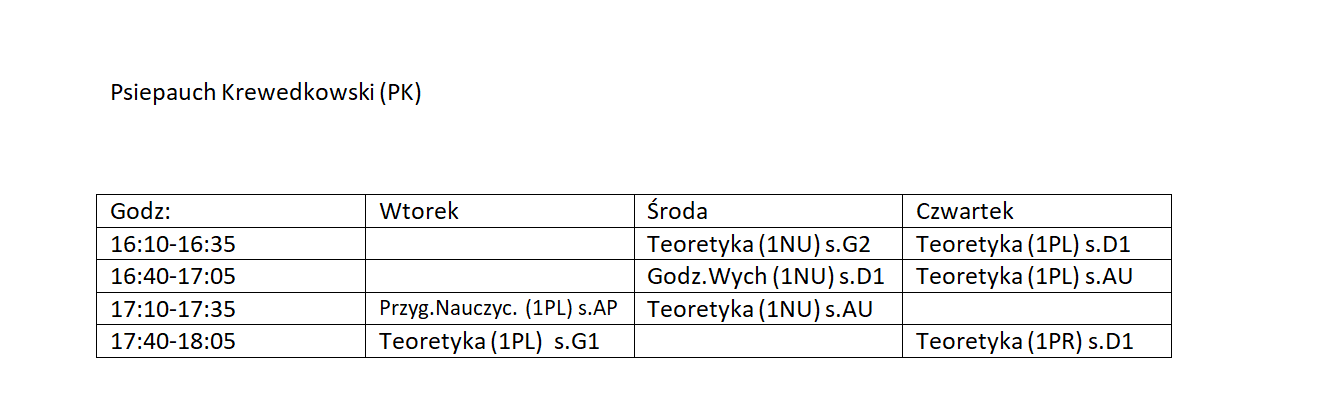 Psiepauch Krewedkowski (PK)
Godz: Wtorek Środa Czwartek
16:10-16:35 Teoretyka (1NU) s.G2 Teoretyka (1PL) s.D1
16:40-17:05 Godz.Wych (1NU) s.D1 Teoretyka (1PL) s.AU
17:10-17:35 Przyg.Nauczyc. (1PL) s.AP Teoretyka (1NU) s.AU
17:40-18:05 Teoretyka (1PL) s.G1 Teoretyka (1PR) s.D1